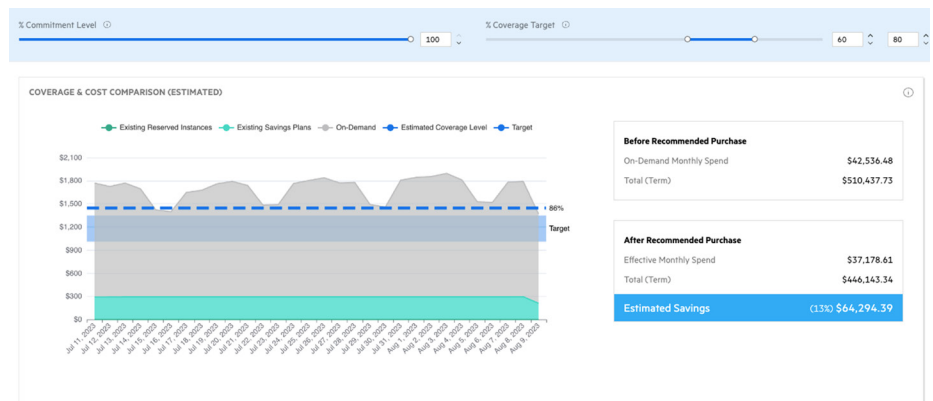 % Commitment Level
100
% Coverage Target
60
80
COVERAGE & COST COMPARISON (ESTIMATED)
Existing Reserved Instances
Existing Savings Plans
On-Demand
Estimated Coverage Level
Target
$2,100
$1,800
$1,500
$1,200
$900
$600
$300
$0
86%
Target
Jul 11, 2023
Jul 12, 2023
Jul 13, 2023
Jul 14, 2023
Jul 15, 2023
Jul 16, 2023
Jul 17, 2023
Jul 18, 2023
Jul 19, 2023
Jul 20, 2023
Jul 21, 2023
Jul 22, 2023
Jul 23, 2023
Jul 24, 2023
Jul 25, 2023
Jul 26, 2023
Jul 27, 2023
Jul 28, 2023
Jul 29, 2023
Jul 30, 2023
Jul 31, 2023
Aug 1, 2023
Aug 2, 2023
Aug 3, 2023
Aug 4, 2023
Aug 5, 2023
Aug 6, 2023
Aug 7, 2023
Aug 8, 2023
Aug 9, 2023
Before Recommended Purchase
On-Demand Monthly Spend $42,536.48
Total (Term) $510,437.73
After Recommended Purchase
Effective Monthly Spend $37,178.61
Total (Term) $446,143.34
Estimated Savings (13%) $64,294.39